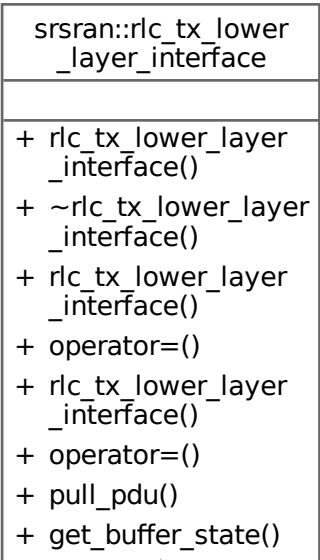 srsran::rlc_tx_lower
_layer_interface
+ rlc_tx_lower_layer
_interface()
+ ~rlc_tx_lower_layer
_interface()
+ rlc_tx_lower_layer
_interface()
+ operator=()
+ rlc_tx_lower_layer
_interface()
+ operator=()
+ pull_pdu()
+ get_buffer_state()